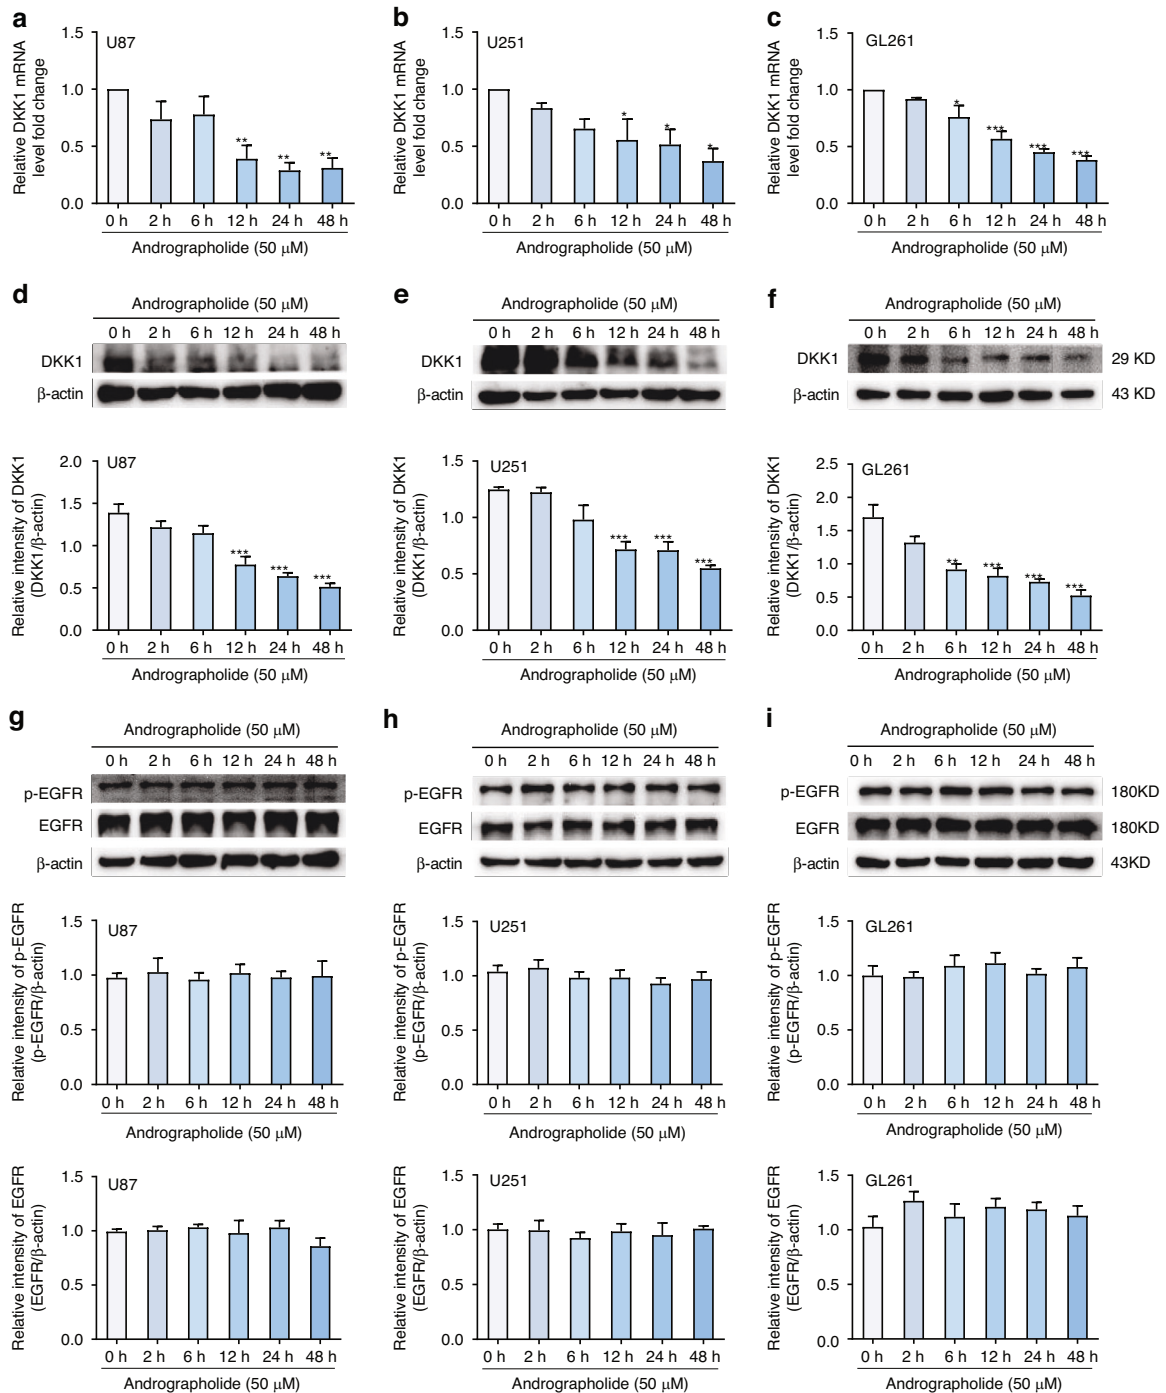 a
Relative DKK1 mRNA
level fold change
U87
1.5
1.0
0.5
0.0
** ** **
0 h 2 h 6 h 12 h 24 h 48 h
Andrographolide (50 μM)
b
Relative DKK1 mRNA
level fold change
U251
1.5
1.0
0.5
0.0
* * *
0 h 2 h 6 h 12 h 24 h 48 h
Andrographolide (50 μM)
c
Relative DKK1 mRNA
level fold change
GL261
1.5
1.0
0.5
0.0
* *** *** ***
0 h 2 h 6 h 12 h 24 h 48 h
Andrographolide (50 μM)
d
Andrographolide (50 μM)
0 h 2 h 6 h 12 h 24 h 48 h
DKK1
β-actin
Relative intensity of DKK1
(DKK1/β-actin)
U87
2.0
1.5
1.0
0.5
0.0
*** *** ***
0 h 2 h 6 h 12 h 24 h 48 h
Andrographolide (50 μM)
e
Andrographolide (50 μM)
0 h 2 h 6 h 12 h 24 h 48 h
DKK1
β-actin
Relative intensity of DKK1
(DKK1/β-actin)
U251
1.5
1.0
0.5
0.0
*** *** ***
0 h 2 h 6 h 12 h 24 h 48 h
Andrographolide (50 μM)
f
Andrographolide (50 μM)
0 h 2 h 6 h 12 h 24 h 48 h
DKK1 29 KD
β-actin 43 KD
Relative intensity of DKK1
(DKK1/β-actin)
GL261
2.5
2.0
1.5
1.0
0.5
0.0
** *** *** ***
0 h 2 h 6 h 12 h 24 h 48 h
Andrographolide (50 μM)
g
Andrographolide (50 μM)
0 h 2 h 6 h 12 h 24 h 48 h
p-EGFR
EGFR
β-actin
Relative intensity of p-EGFR
(p-EGFR/β-actin)
U87
1.5
1.0
0.5
0.0
0 h 2 h 6 h 12 h 24 h 48 h
Andrographolide (50 μM)
Relative intensity of EGFR
(EGFR/β-actin)
U87
1.5
1.0
0.5
0.0
0 h 2 h 6 h 12 h 24 h 48 h
Andrographolide (50 μM)
h
Andrographolide (50 μM)
0 h 2 h 6 h 12 h 24 h 48 h
p-EGFR
EGFR
β-actin
Relative intensity of p-EGFR
(p-EGFR/β-actin)
U251
1.5
1.0
0.5
0.0
0 h 2 h 6 h 12 h 24 h 48 h
Andrographolide (50 μM)
Relative intensity of EGFR
(EGFR/β-actin)
U251
1.5
1.0
0.5
0.0
0 h 2 h 6 h 12 h 24 h 48 h
Andrographolide (50 μM)
i
Andrographolide (50 μM)
0 h 2 h 6 h 12 h 24 h 48 h
p-EGFR 180KD
EGFR 180KD
β-actin 43KD
Relative intensity of p-EGFR
(p-EGFR/β-actin)
GL261
1.5
1.0
0.5
0.0
0 h 2 h 6 h 12 h 24 h 48 h
Andrographolide (50 μM)
Relative intensity of EGFR
(EGFR/β-actin)
GL261
1.5
1.0
0.5
0.0
0 h 2 h 6 h 12 h 24 h 48 h
Andrographolide (50 μM)